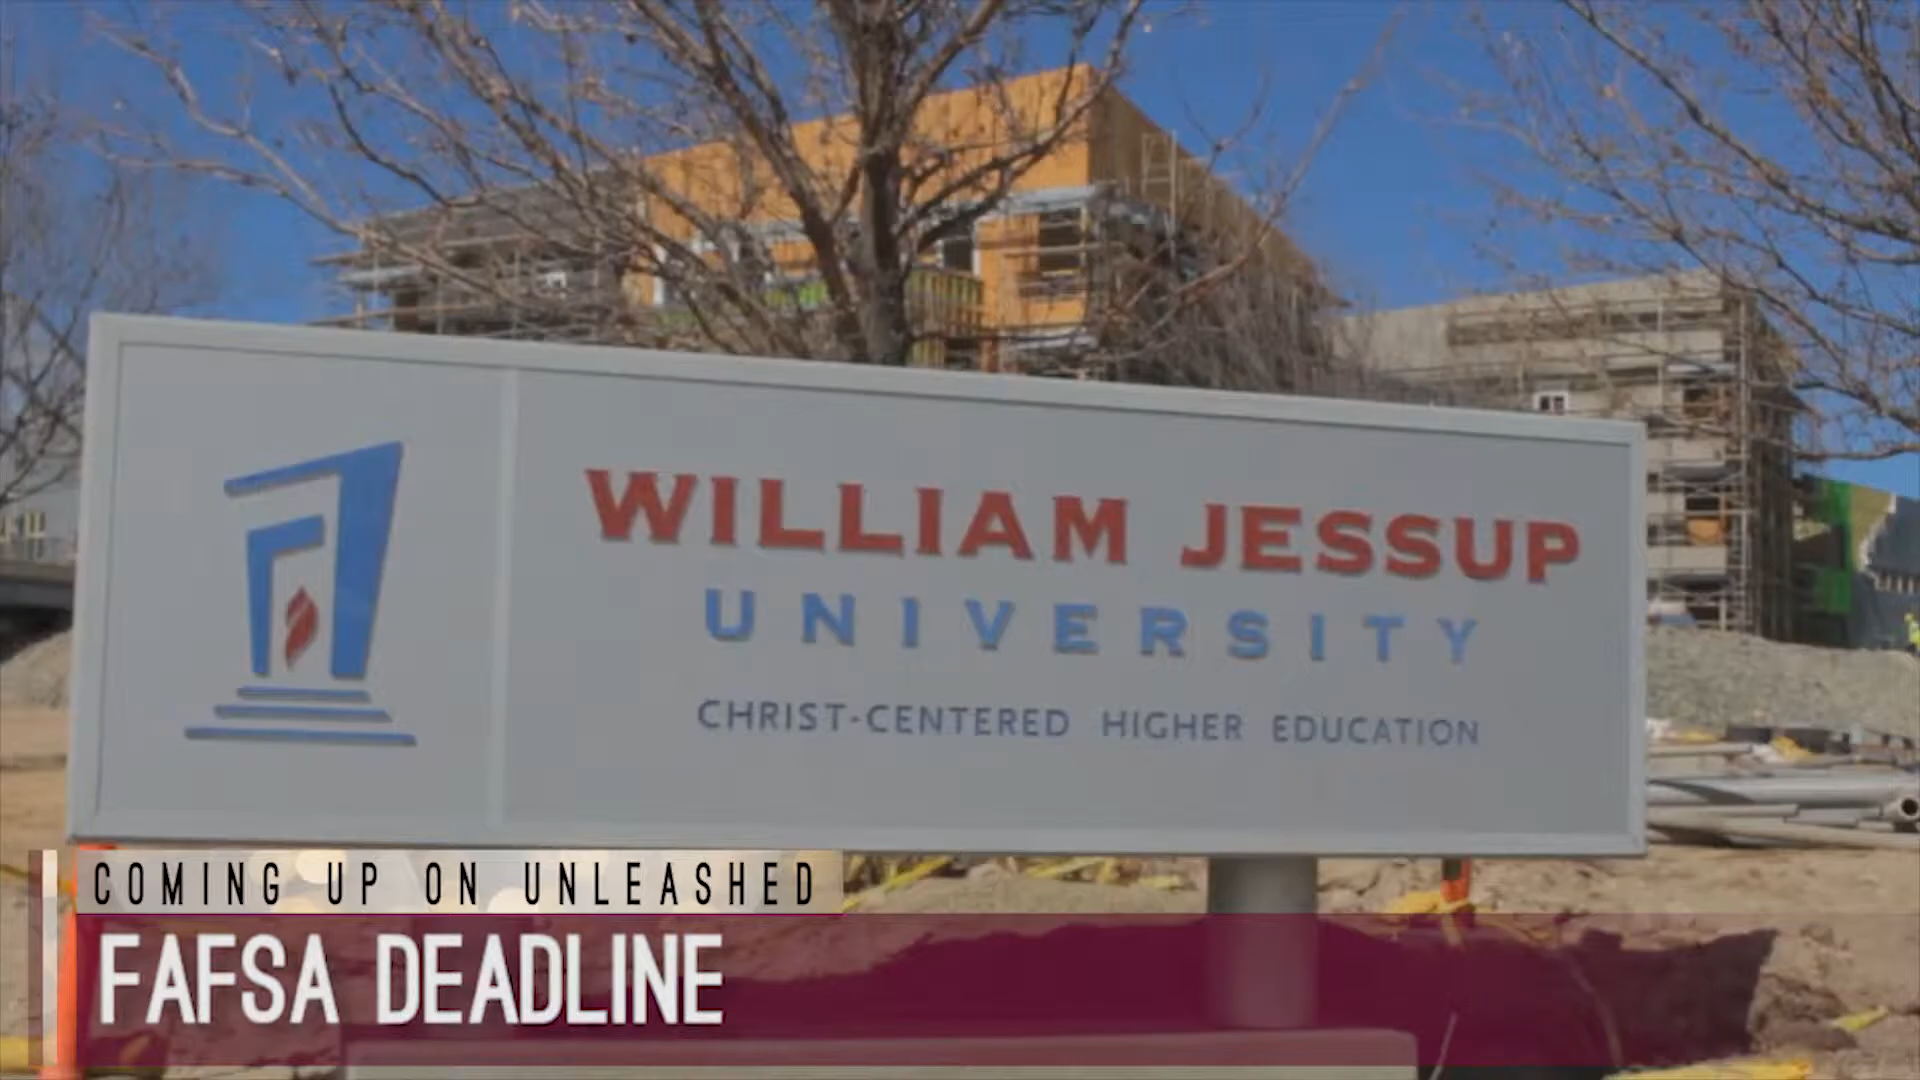 WILLIAM JESSUP
UNIVERSITY
CHRIST-CENTERED HIGHER EDUCATION
COMING UP ON UNLEASHED
FAFSA DEADLINE